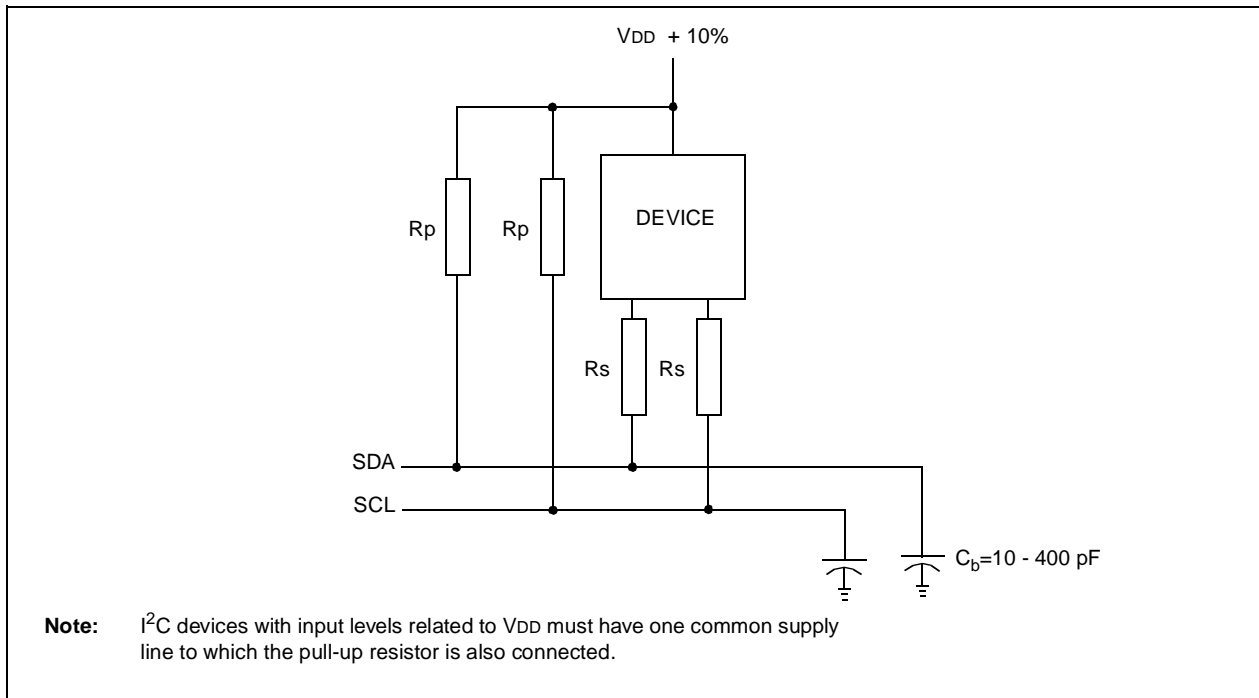 VDD + 10%
Rp
Rp
DEVICE
Rs
Rs
SDA
SCL
Cb=10 - 400 pF
Note: I2C devices with input levels related to VDD must have one common supply
line to which the pull-up resistor is also connected.